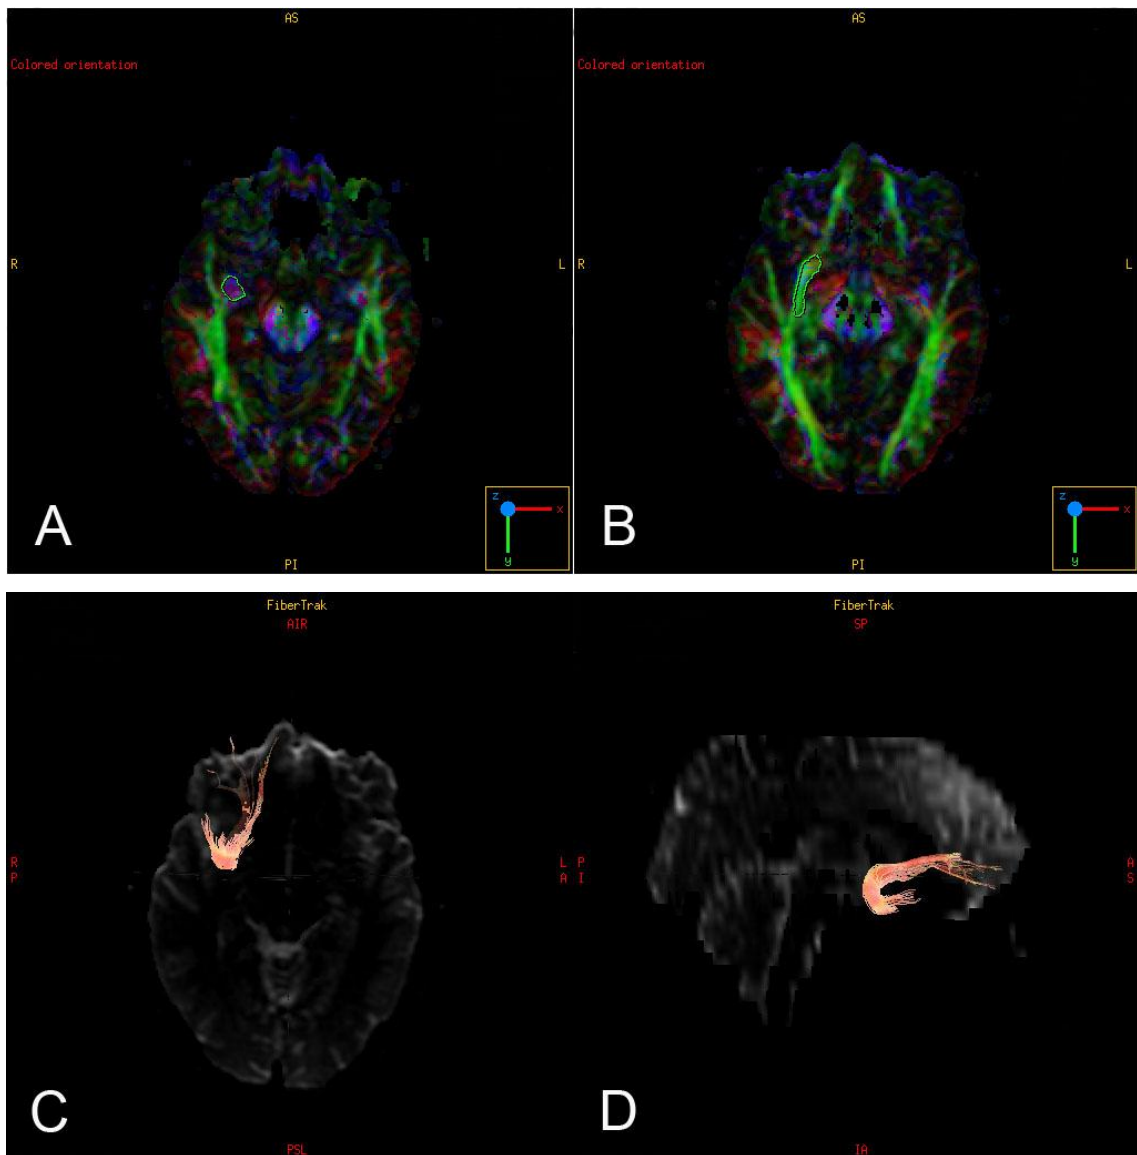 AS
Colored orientation
R
L
z
x
y
A
PI
AS
Colored orientation
R
L
z
x
y
B
PI
FiberTrak
AIR
R
P
L
A
C
PSL
FiberTrak
SP
P
I
A
S
D
IA